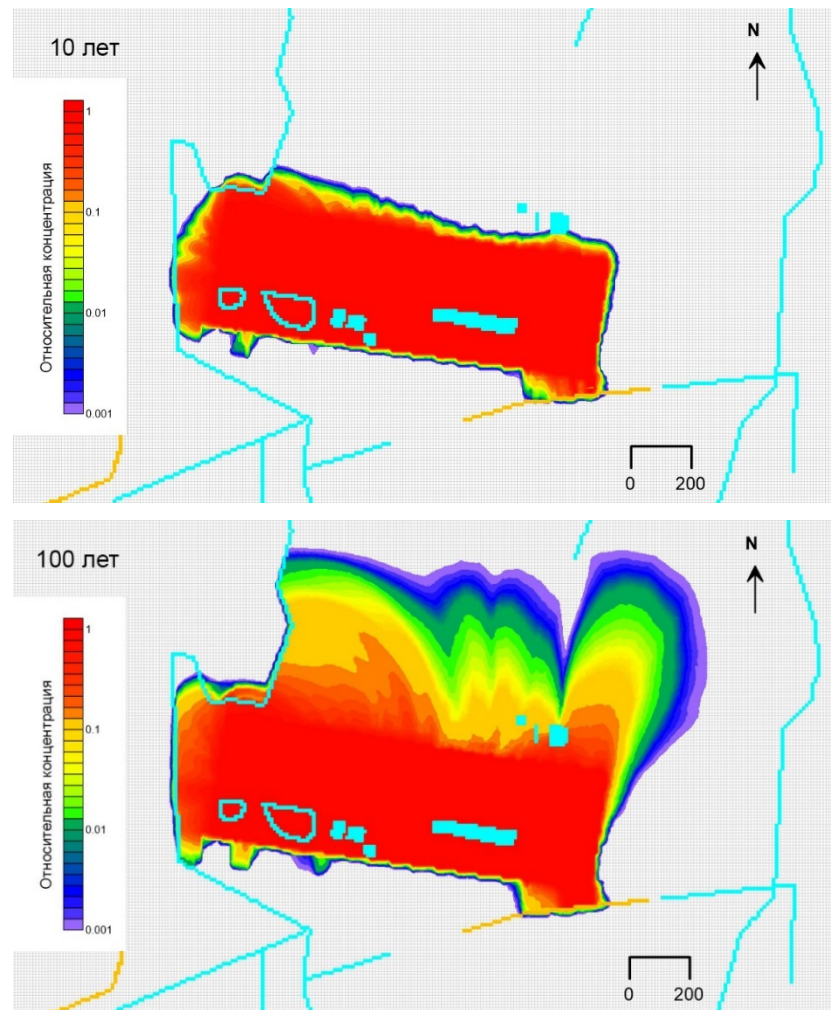 10 лет
N
Относительная концентрация
1
0.1
0.01
0.001
0 200
100 лет
N
Относительная концентрация
1
0.1
0.01
0.001
0 200